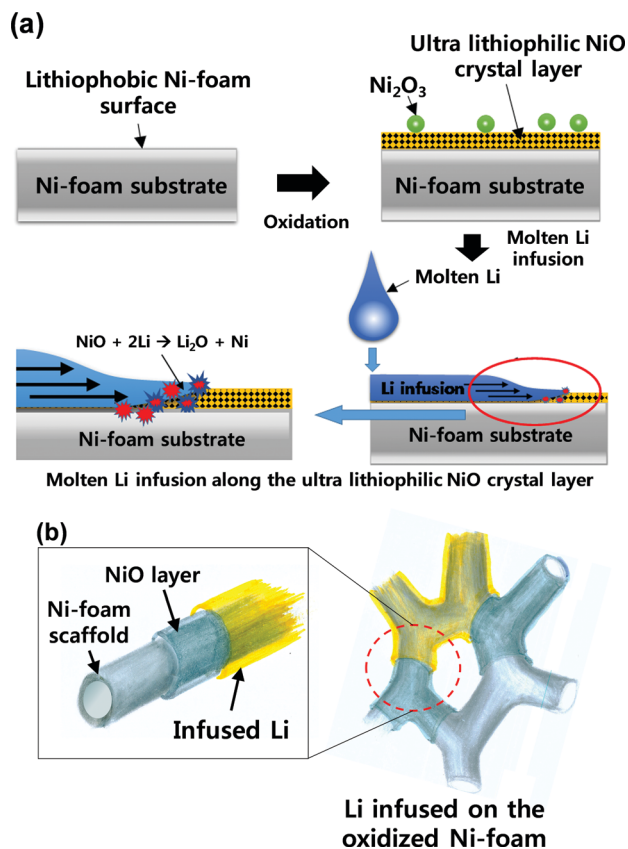 (a)
Lithiophobic Ni-foam
surface
Ni-foam substrate
Oxidation
Ultra lithiophilic NiO
crystal layer
Ni₂O₃
Ni-foam substrate
Molten Li
infusion
Molten Li
Li infusion
Ni-foam substrate
NiO + 2Li → Li₂O + Ni
Ni-foam substrate
Molten Li infusion along the ultra lithiophilic NiO crystal layer
(b)
NiO layer
Ni-foam
scaffold
Infused Li
Li infused on the
oxidized Ni-foam